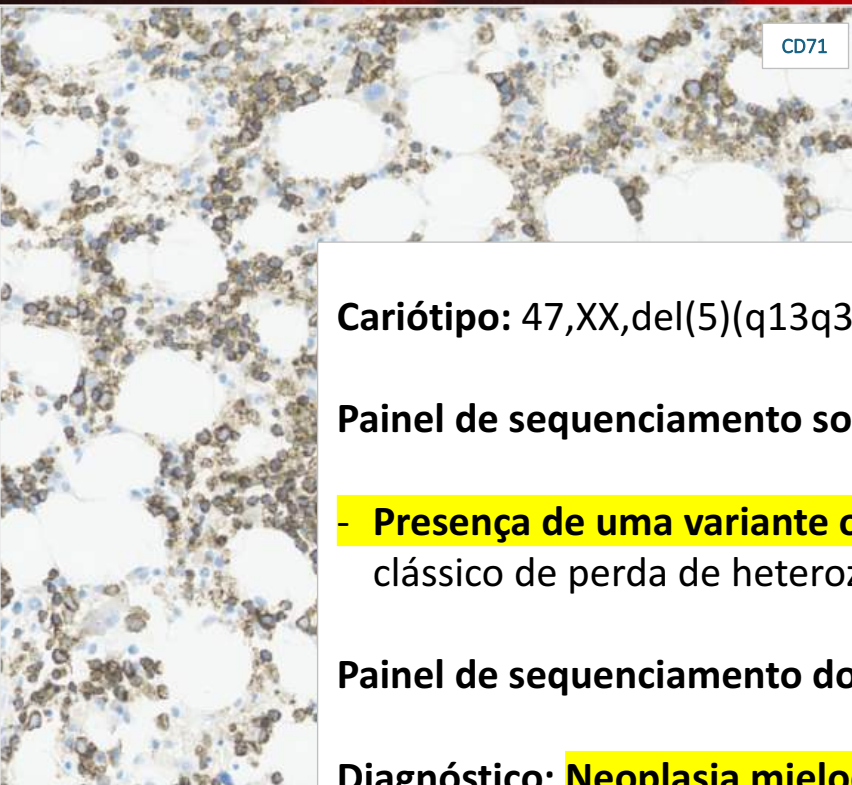 CD71
Cariótipo: 47,XX,del(5)(q13q3
Painel de sequenciamento so
- Presença de uma variante
clássico de perda de heteroz
Painel de sequenciamento do
Diagnóstico: Neoplasia mielo